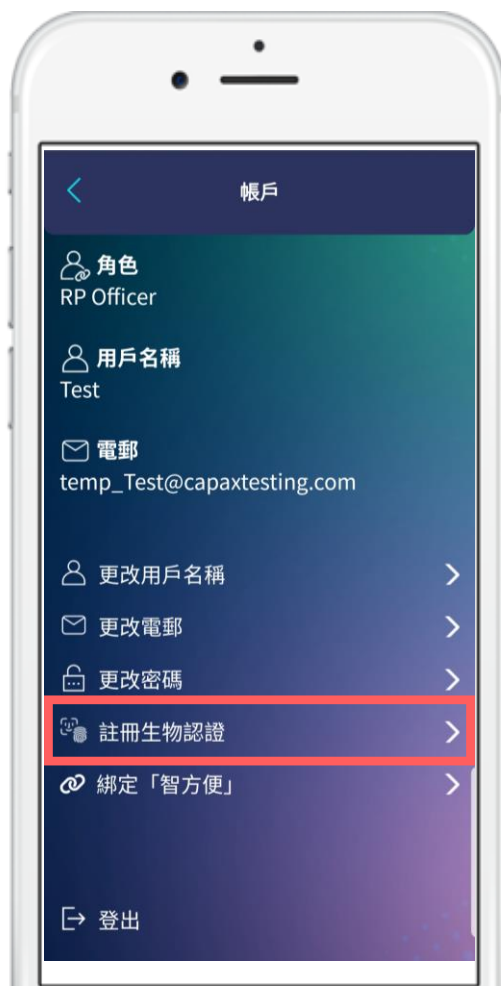 帳戶
角色
RP Officer
用戶名稱
Test
電郵
temp_Test@capaxtesting.com
更改用戶名稱
更改電郵
更改密碼
註冊生物認證
綁定「智方便」
登出